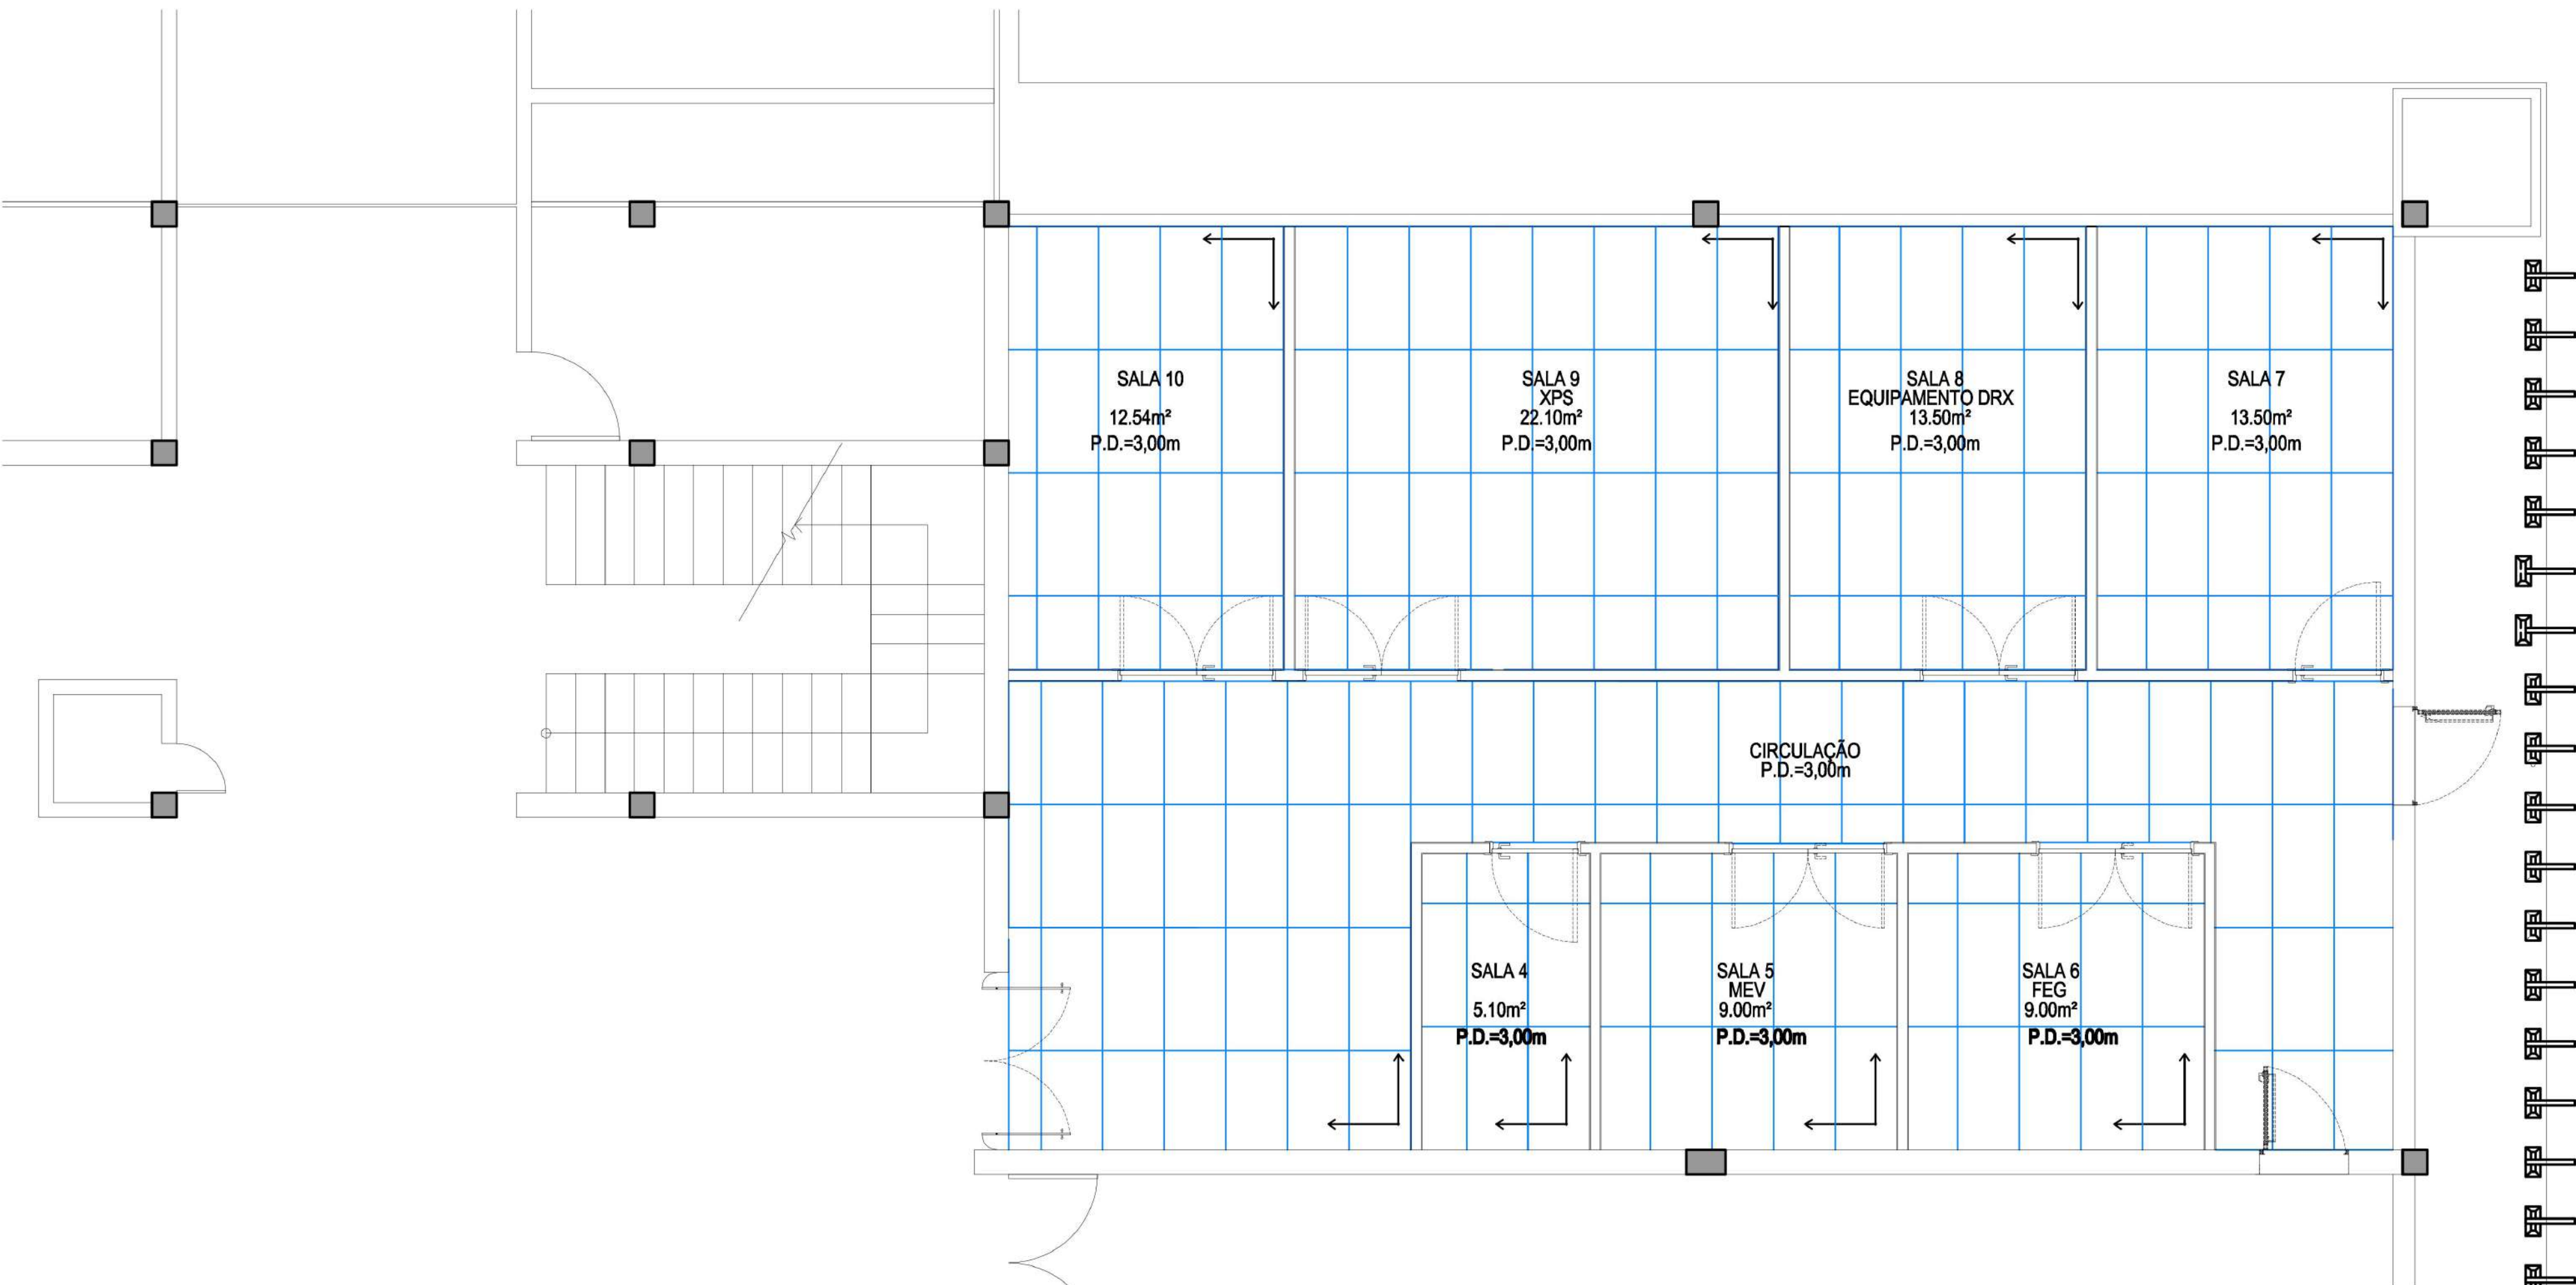 SALA 10
12.54m²
P.D.=3,00m
SALA 9
XPS
22.10m²
P.D.=3,00m
SALA 8
EQUIPAMENTO DRX
13.50m²
P.D.=3,00m
SALA 7
13.50m²
P.D.=3,00m
CIRCULAÇÃO
P.D.=3,00m
SALA 4
5.10m²
P.D.=3,00m
SALA 5
MEV
9.00m²
P.D.=3,00m
SALA 6
FEG
9.00m²
P.D.=3,00m